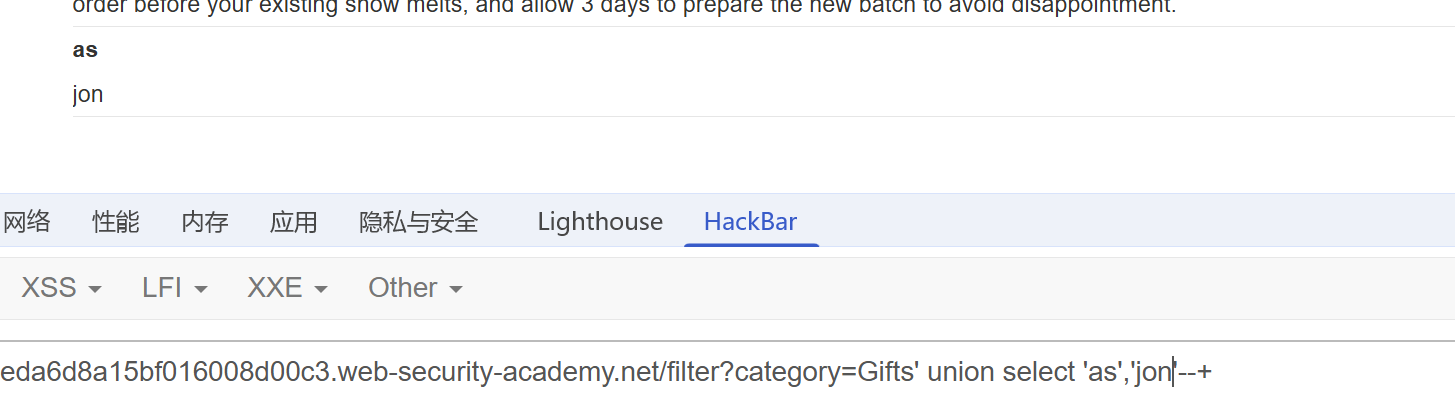 order before your existing snow melts, and allow 3 days to prepare the new batch to avoid disappointment.
as
jon
网络 性能 内存 应用 隐私与安全 Lighthouse HackBar
XSS LFI XXE Other
eda6d8a15bf016008d00c3.web-security-academy.net/filter?category=Gifts' union select 'as','jon'--+